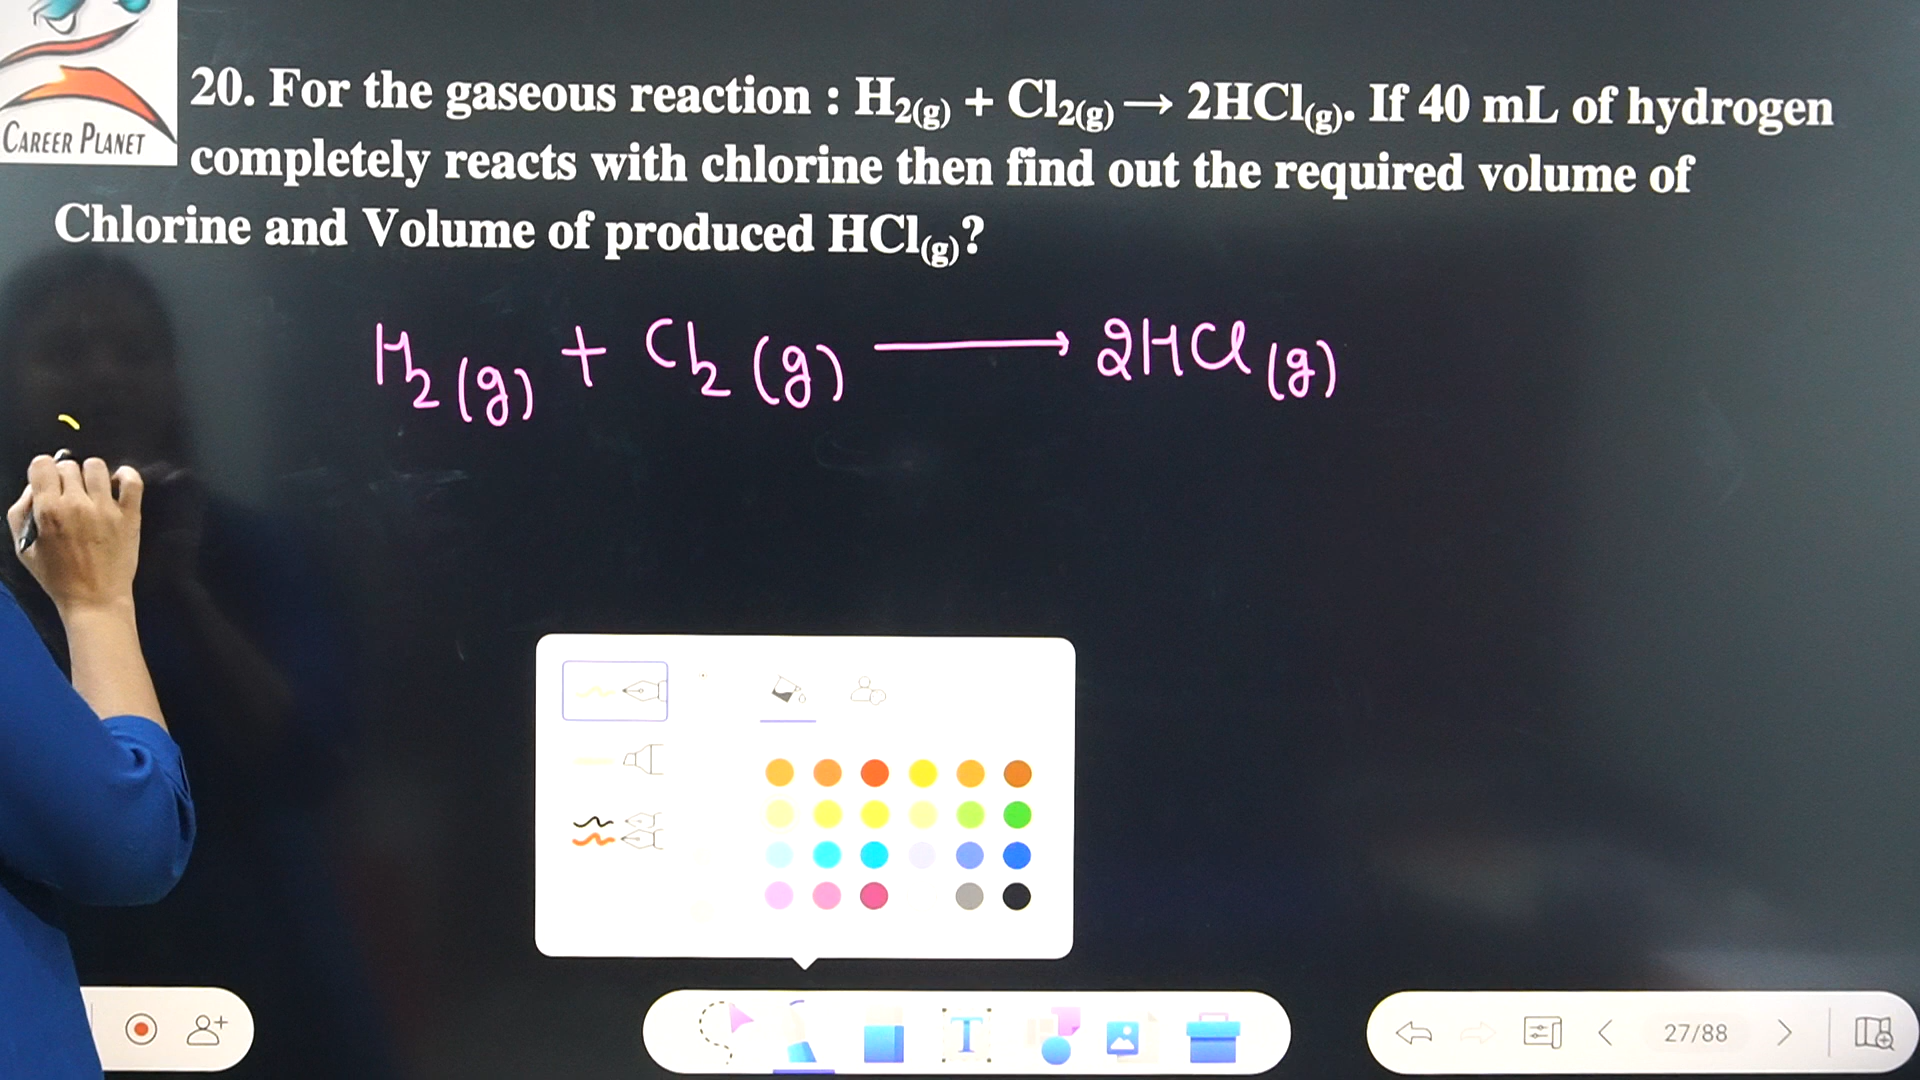 CAREER PLANET
20. For the gaseous reaction : H₂(g) + Cl₂(g) → 2HCl(g). If 40 mL of hydrogen
completely reacts with chlorine then find out the required volume of
Chlorine and Volume of produced HCl(g)?
H₂(g) + Cl₂(g) → 2HCl(g)
T
27/88